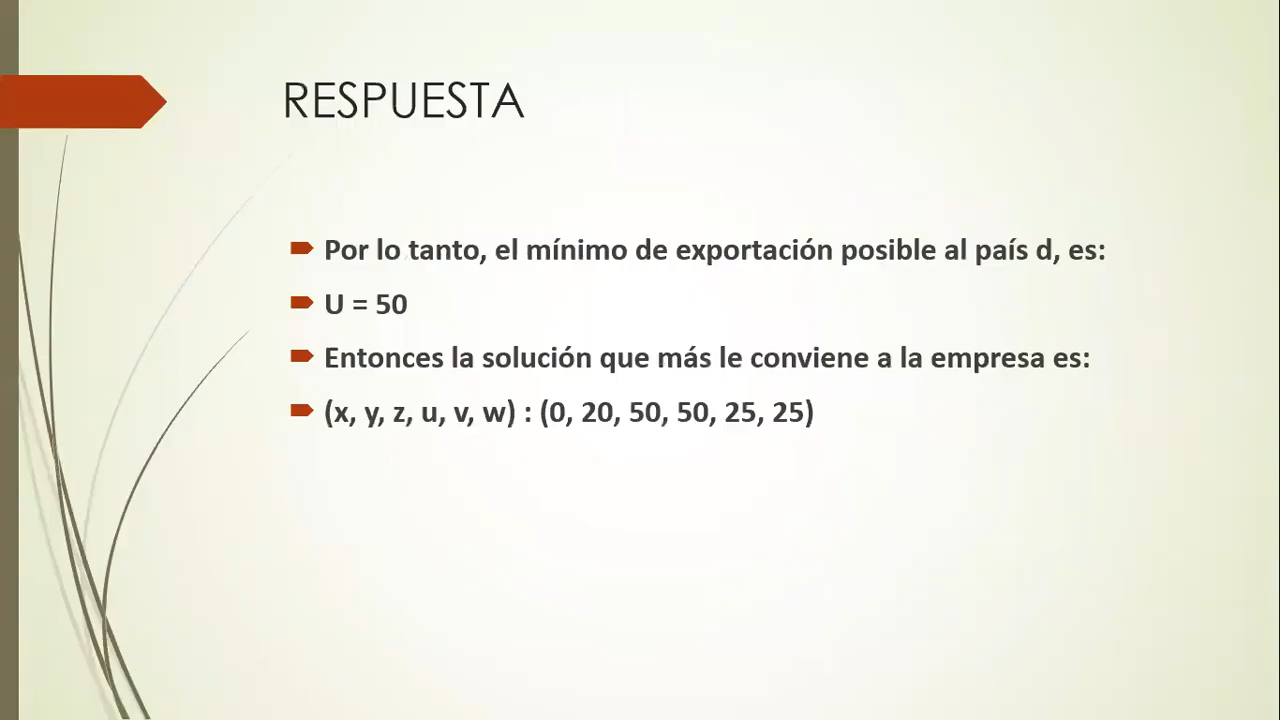 RESPUESTA
Por lo tanto, el mínimo de exportación posible al país d, es:
U = 50
Entonces la solución que más le conviene a la empresa es:
(x, y, z, u, v, w) : (0, 20, 50, 50, 25, 25)